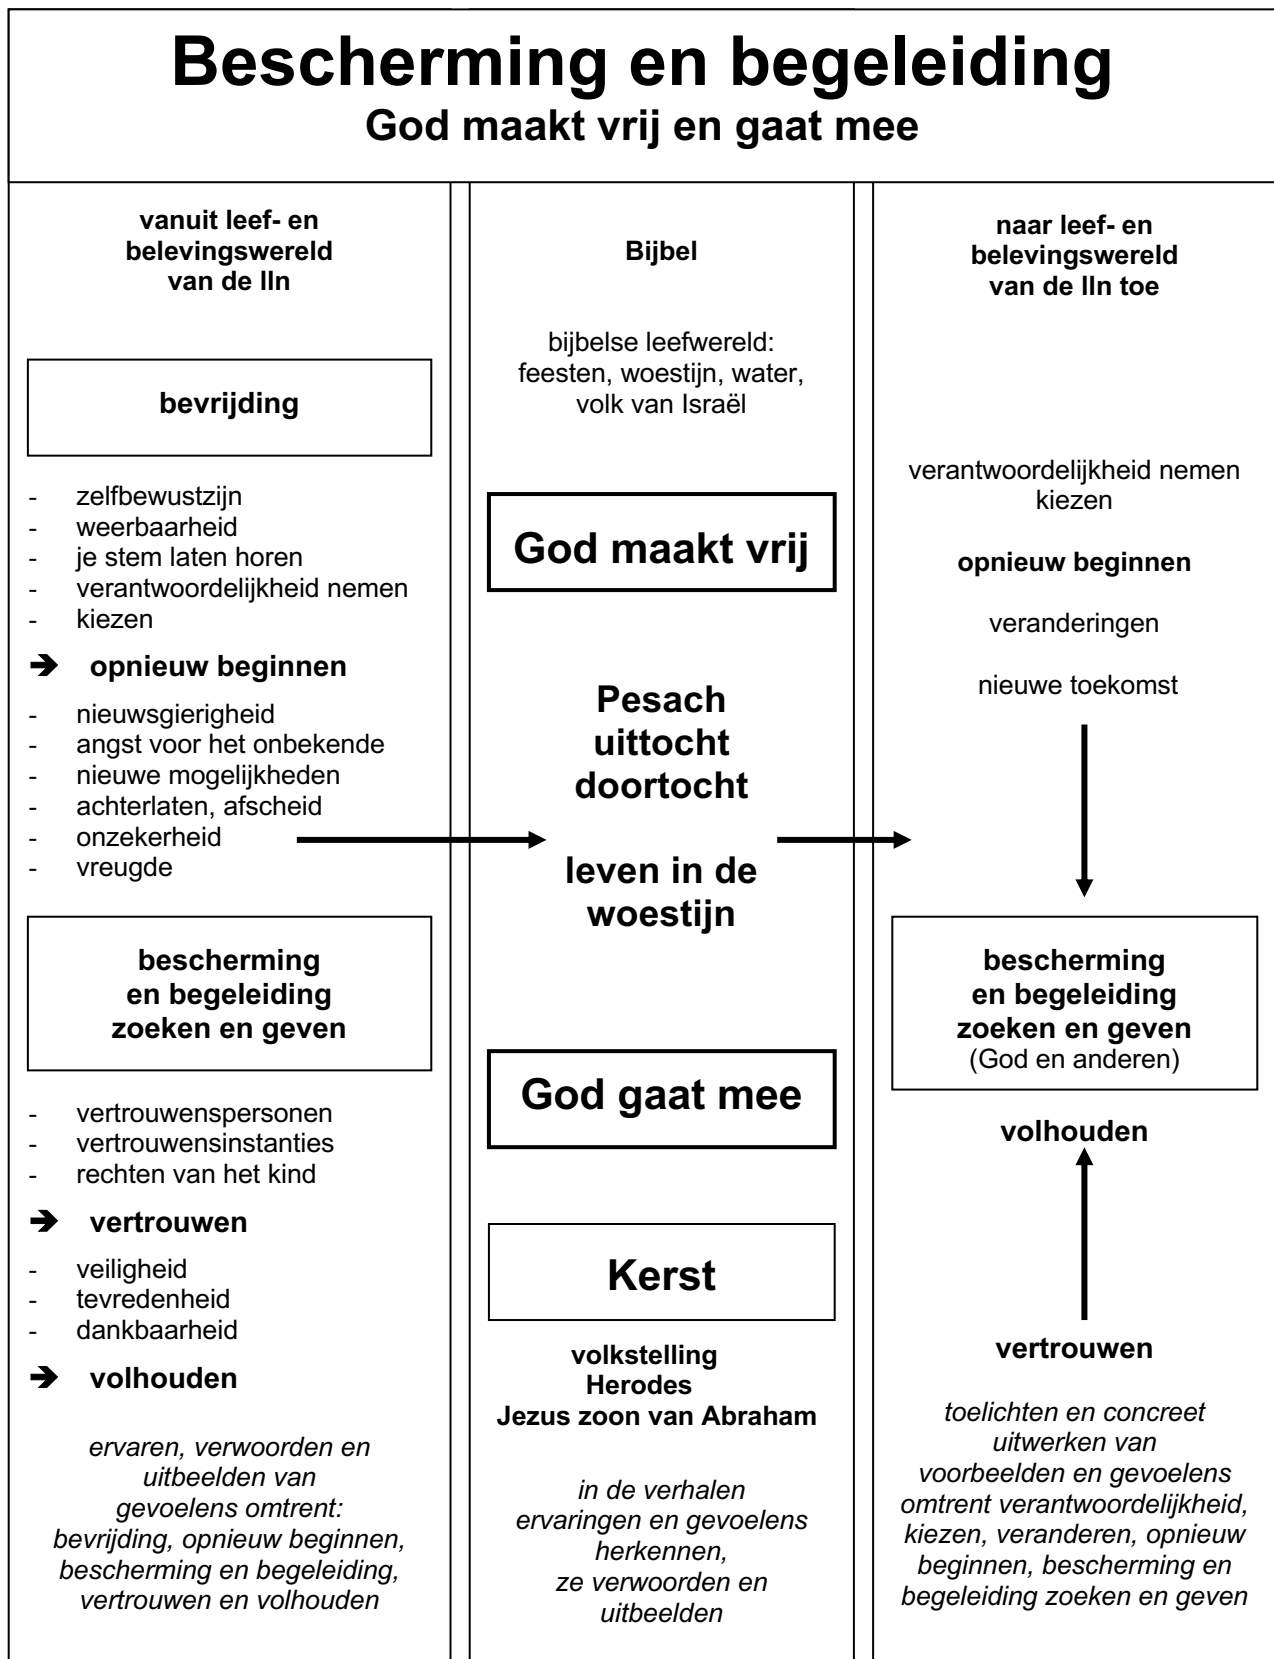 Bescherming en begeleiding
God maakt vrij en gaat mee
vanuit leef- en
belevingswereld
van de lln
bevrijding
- zelfbewustzijn
- weerbaarheid
- je stem laten horen
- verantwoordelijkheid nemen
- kiezen
➔ opnieuw beginnen
- nieuwsgierigheid
- angst voor het onbekende
- nieuwe mogelijkheden
- achterlaten, afscheid
- onzekerheid
- vreugde
bescherming
en begeleiding
zoeken en geven
- vertrouwenspersonen
- vertrouwensinstanties
- rechten van het kind
➔ vertrouwen
- veiligheid
- tevredenheid
- dankbaarheid
➔ volhouden
ervaren, verwoorden en
uitbeelden van
gevoelens omtrent:
bevrijding, opnieuw beginnen,
bescherming en begeleiding,
vertrouwen en volhouden
Bijbel
bijbelse leefwereld:
feesten, woestijn, water,
volk van Israël
God maakt vrij
Pesach
uittocht
doortocht
leven in de
woestijn
God gaat mee
Kerst
volkstelling
Herodes
Jezus zoon van Abraham
in de verhalen
ervaringen en gevoelens
herkennen,
ze verwoorden en
uitbeelden
naar leef- en
belevingswereld
van de lln toe
verantwoordelijkheid nemen
kiezen
opnieuw beginnen
veranderingen
nieuwe toekomst
bescherming
en begeleiding
zoeken en geven
(God en anderen)
volhouden
vertrouwen
toelichten en concreet
uitwerken van
voorbeelden en gevoelens
omtrent verantwoordelijkheid,
kiezen, veranderen, opnieuw
beginnen, bescherming en
begeleiding zoeken en geven